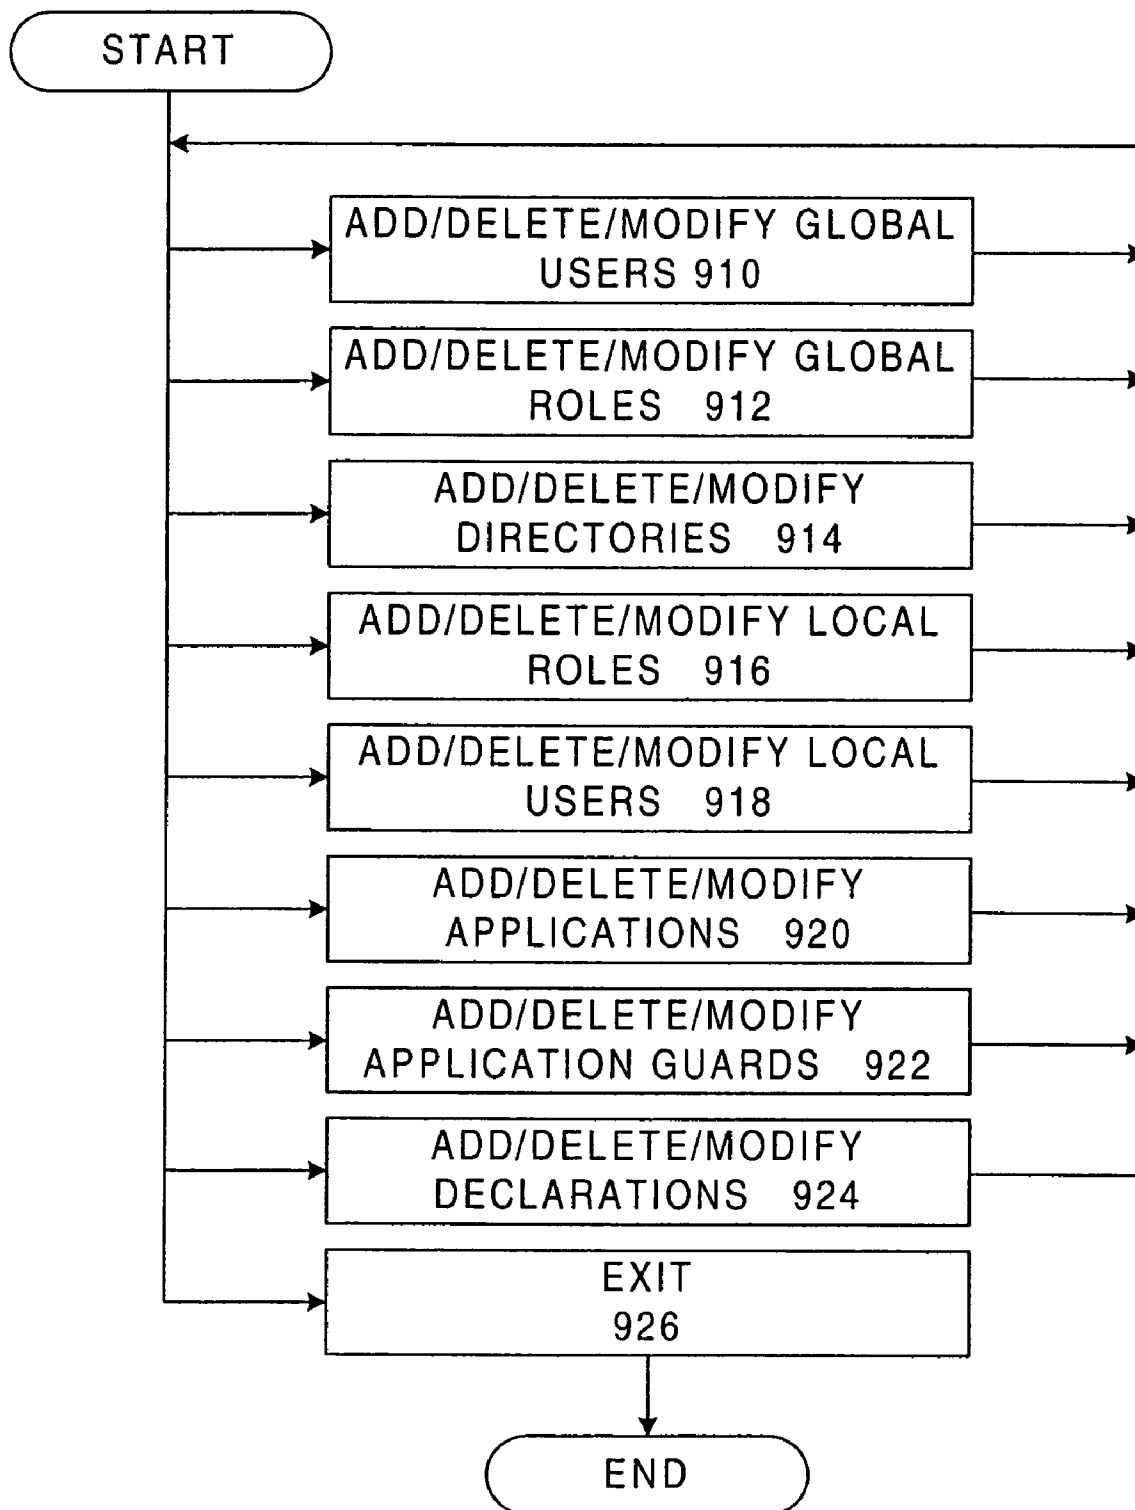 START
ADD/DELETE/MODIFY GLOBAL
USERS 910
ADD/DELETE/MODIFY GLOBAL
ROLES 912
ADD/DELETE/MODIFY
DIRECTORIES 914
ADD/DELETE/MODIFY LOCAL
ROLES 916
ADD/DELETE/MODIFY LOCAL
USERS 918
ADD/DELETE/MODIFY
APPLICATIONS 920
ADD/DELETE/MODIFY
APPLICATION GUARDS 922
ADD/DELETE/MODIFY
DECLARATIONS 924
EXIT
926
END